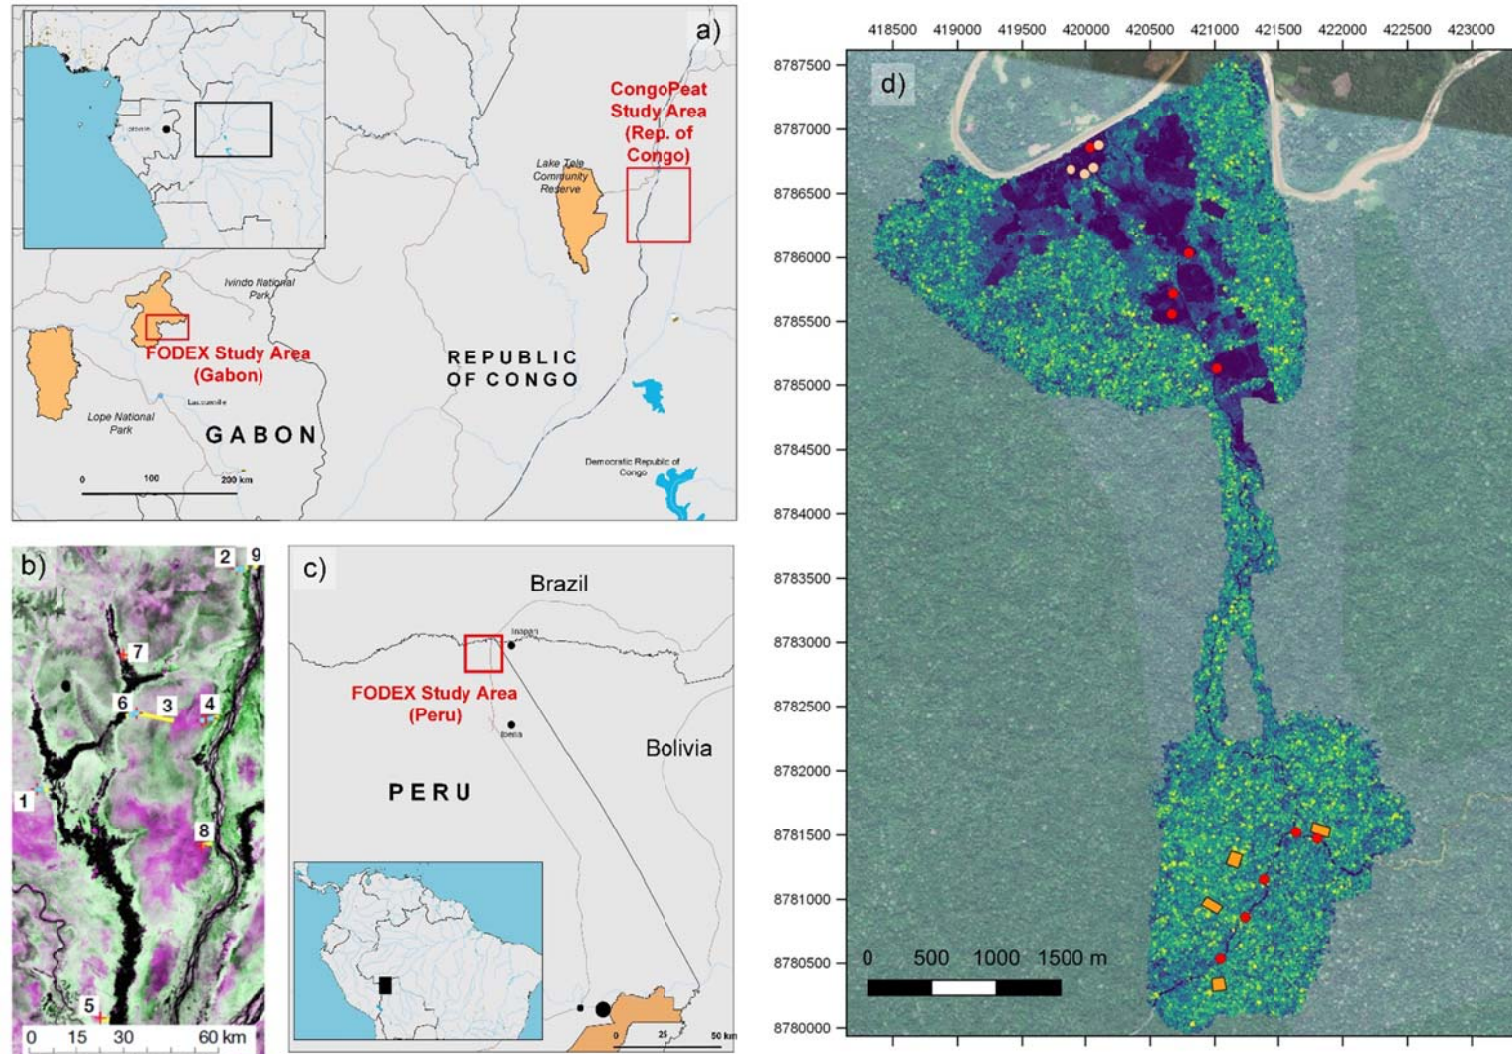 a)
CongoPeat
Study Area
(Rep. of
Congo)
Lake Tele
Community
Reserve
Ivindo National
Park
FODEX Study Area
(Gabon)
REPUBLIC
OF CONGO
Lope National
Park
GABON
Democratic Republic of
Congo
0 100 200 km
b)
2 9
7
6 3 4
1
8
5
0 15 30 60 km
c)
Brazil
Iñapari
FODEX Study Area
(Peru)
Iberia
Bolivia
PERU
0 25 50 km
418500 419000 419500 420000 420500 421000 421500 422000 422500 423000
d)
8787500
8787000
8786500
8786000
8785500
8785000
8784500
8784000
8783500
8783000
8782500
8782000
8781500
8781000
8780500
8780000
0 500 1000 1500 m